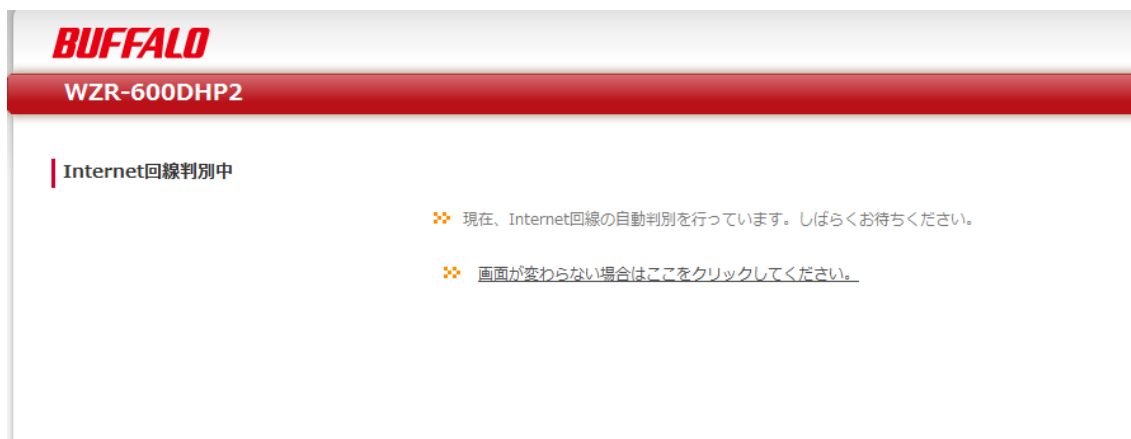 BUFFALO
WZR-600DHP2
Internet回線判別中
現在、Internet回線の自動判別を行っています。しばらくお待ちください。
画面が変わらない場合はここをクリックしてください。